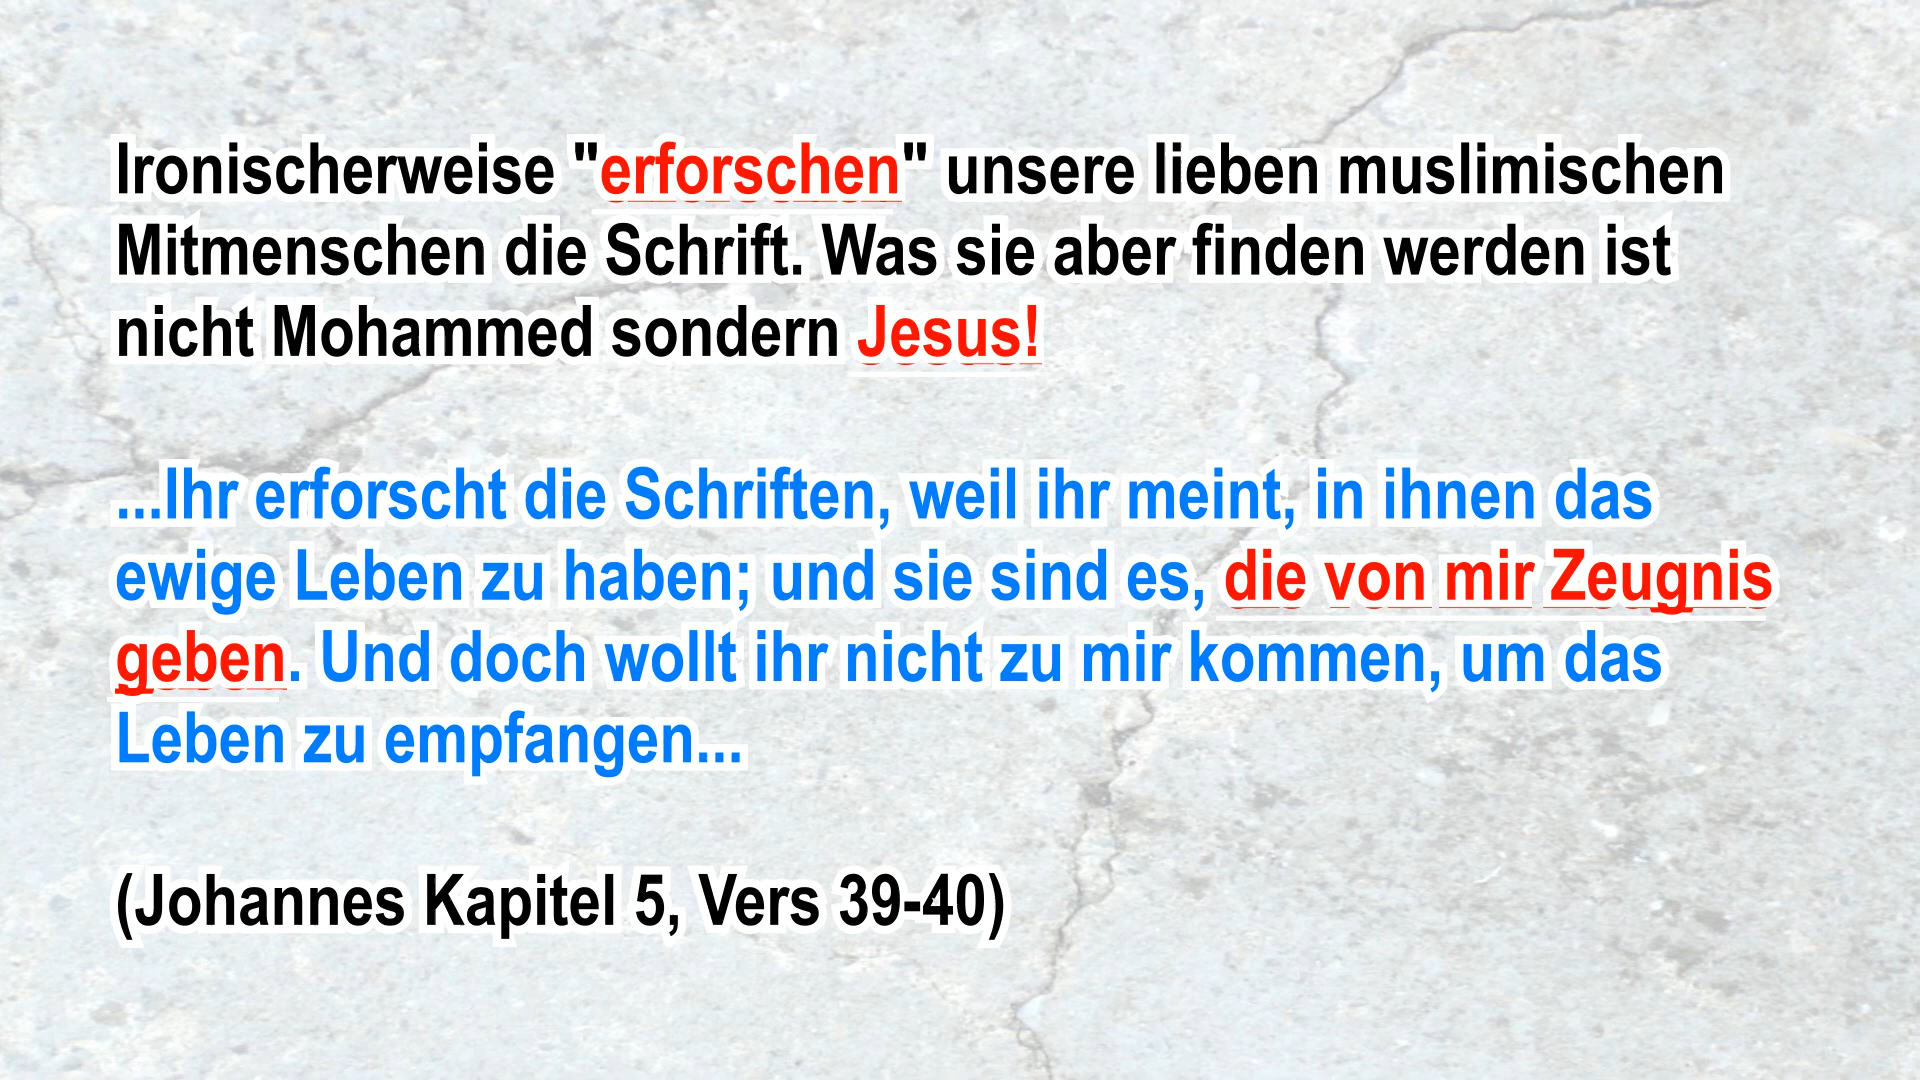 Ironischerweise "erforschen" unsere lieben muslimischen
Mitmenschen die Schrift. Was sie aber finden werden ist
nicht Mohammed sondern Jesus!
...Ihr erforscht die Schriften, weil ihr meint, in ihnen das
ewige Leben zu haben; und sie sind es, die von mir Zeugnis
geben. Und doch wollt ihr nicht zu mir kommen, um das
Leben zu empfangen...
(Johannes Kapitel 5, Vers 39-40)